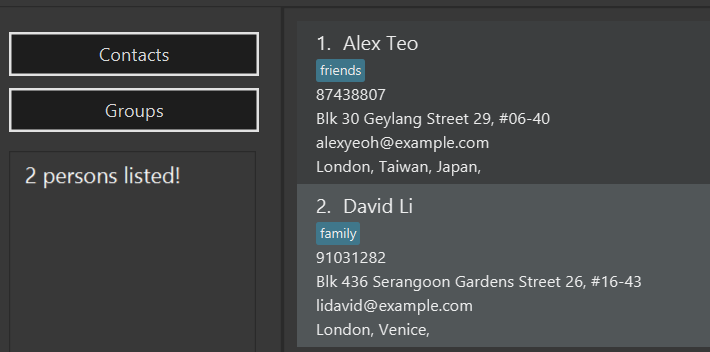 Contacts
Groups
2 persons listed!
1. Alex Teo
friends
87438807
Blk 30 Geylang Street 29, #06-40
alexyeoh@example.com
London, Taiwan, Japan,
2. David Li
family
91031282
Blk 436 Serangoon Gardens Street 26, #16-43
lidavid@example.com
London, Venice,